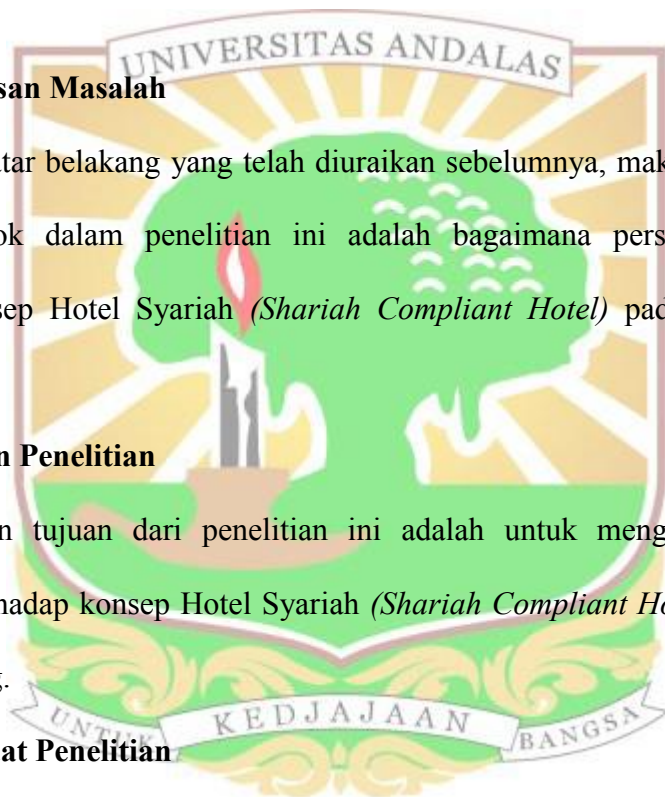 UNIVERSITAS ANDALAS
san Masalah
atar belakang yang telah diuraikan sebelumnya, mak
ok dalam penelitian ini adalah bagaimana pers
sep Hotel Syariah (Shariah Compliant Hotel) pad
n Penelitian
n tujuan dari penelitian ini adalah untuk meng
hadap konsep Hotel Syariah (Shariah Compliant Ho
g.
UNTUK KEDJAJAAN BANGSA
at Penelitian